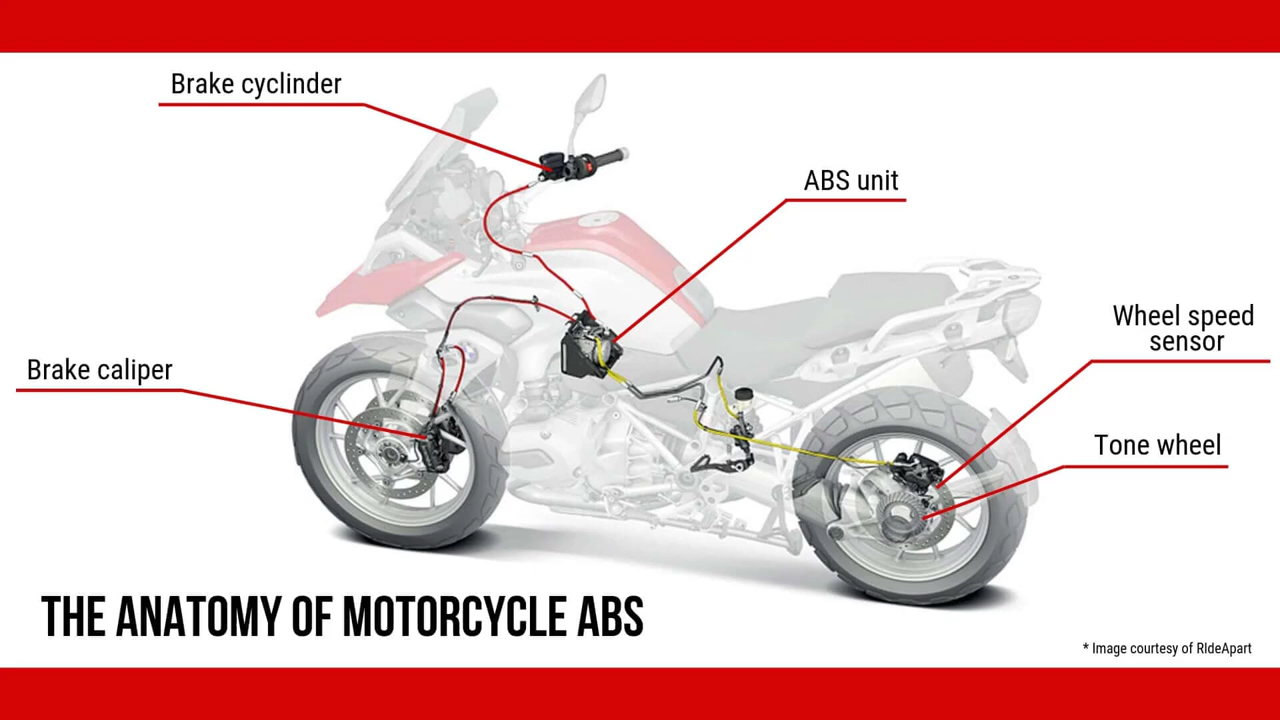 Brake cyclinder
ABS unit
Wheel speed
sensor
Brake caliper
Tone wheel
THE ANATOMY OF MOTORCYCLE ABS
* Image courtesy of RIdeApart